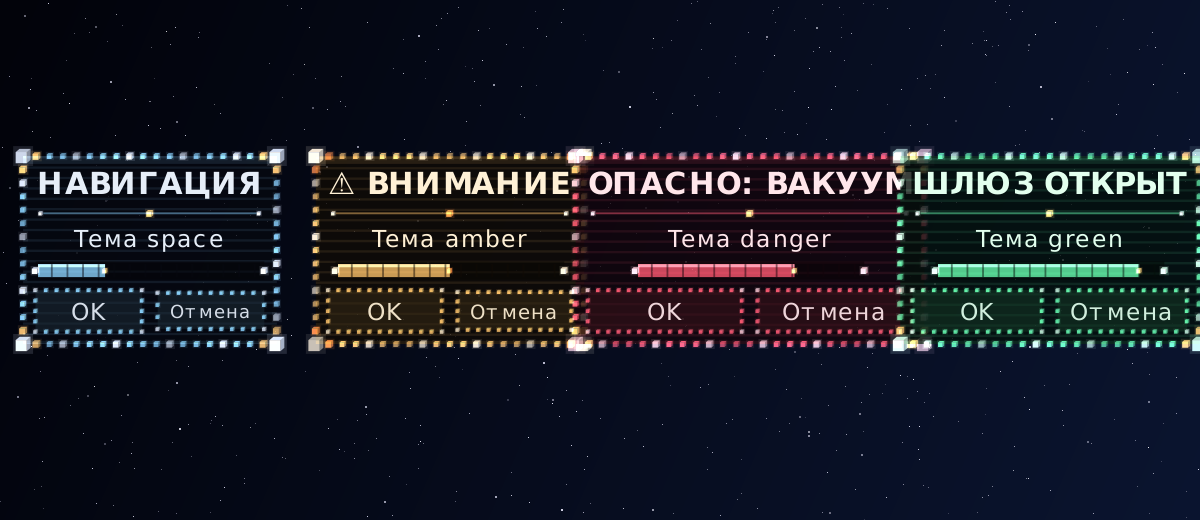 НАВИГАЦИЯ
Тема space
OK Отмена
⚠ ВНИМАНИЕ
Тема amber
OK Отмена
ОПАСНО: ВАКУУМ
Тема danger
OK Отмена
ШЛЮЗ ОТКРЫТ
Тема green
OK Отмена